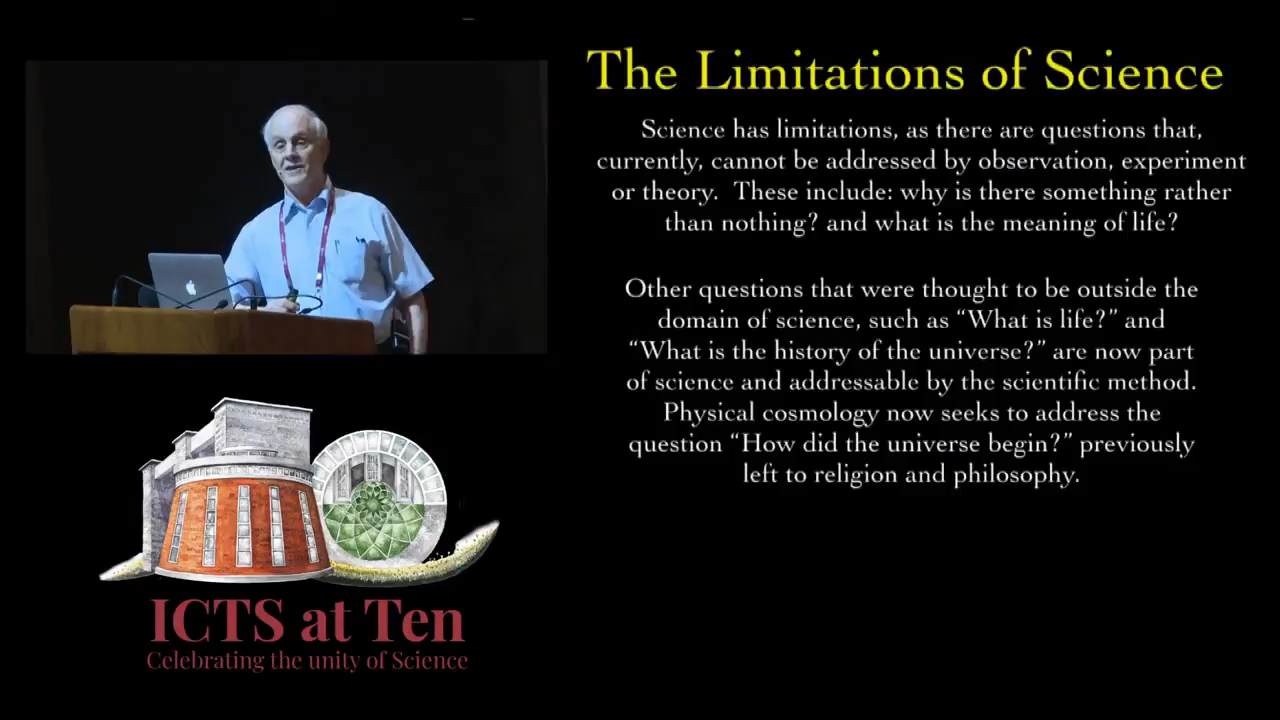 The Limitations of Science
Science has limitations, as there are questions that,
currently, cannot be addressed by observation, experiment
or theory.  These include: why is there something rather
than nothing? and what is the meaning of life?
Other questions that were thought to be outside the
domain of science, such as “What is life?” and
“What is the history of the universe?” are now part
of science and addressable by the scientific method.
Physical cosmology now seeks to address the
question “How did the universe begin?” previously
left to religion and philosophy.
ICTS at Ten
Celebrating the unity of Science